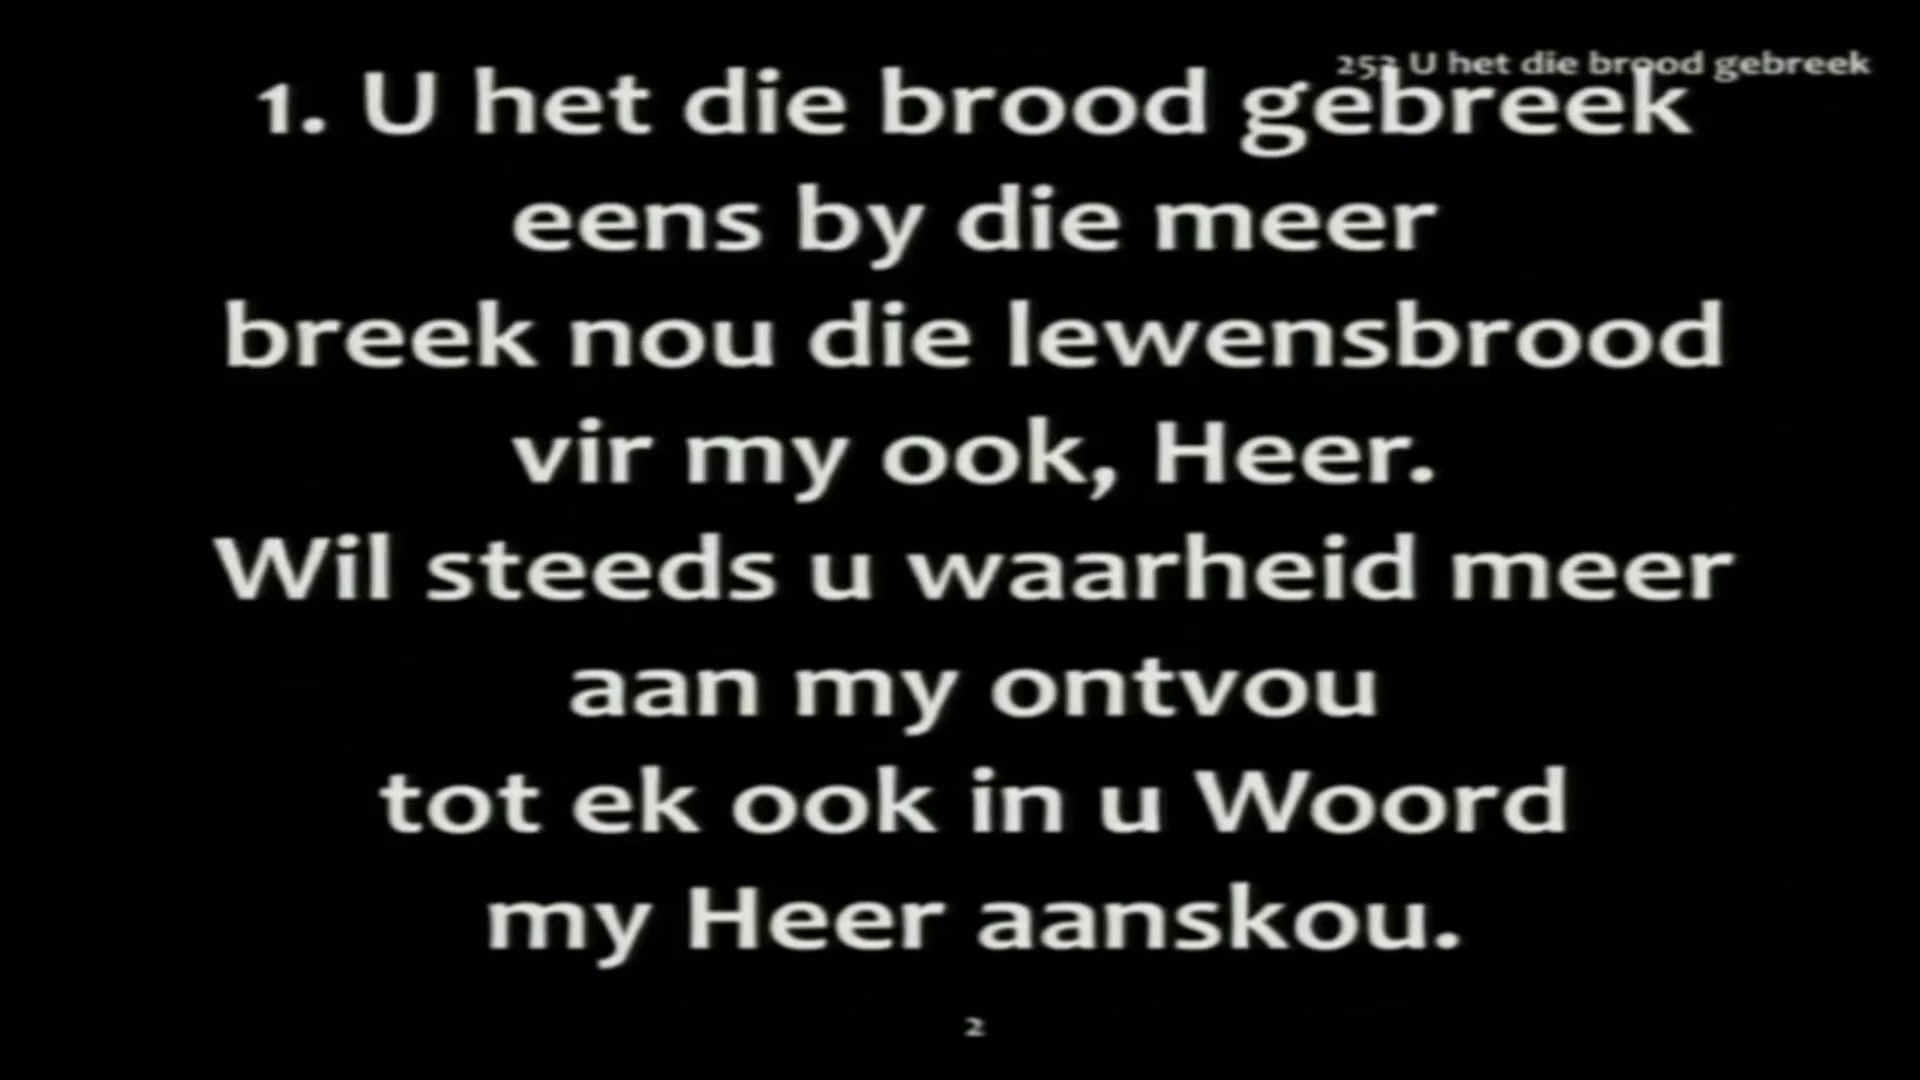 253 U het die brood gebreek
1. U het die brood gebreek
eens by die meer
breek nou die lewensbrood
vir my ook, Heer.
Wil steeds u waarheid meer
aan my ontvou
tot ek ook in u Woord
my Heer aanskou.
2